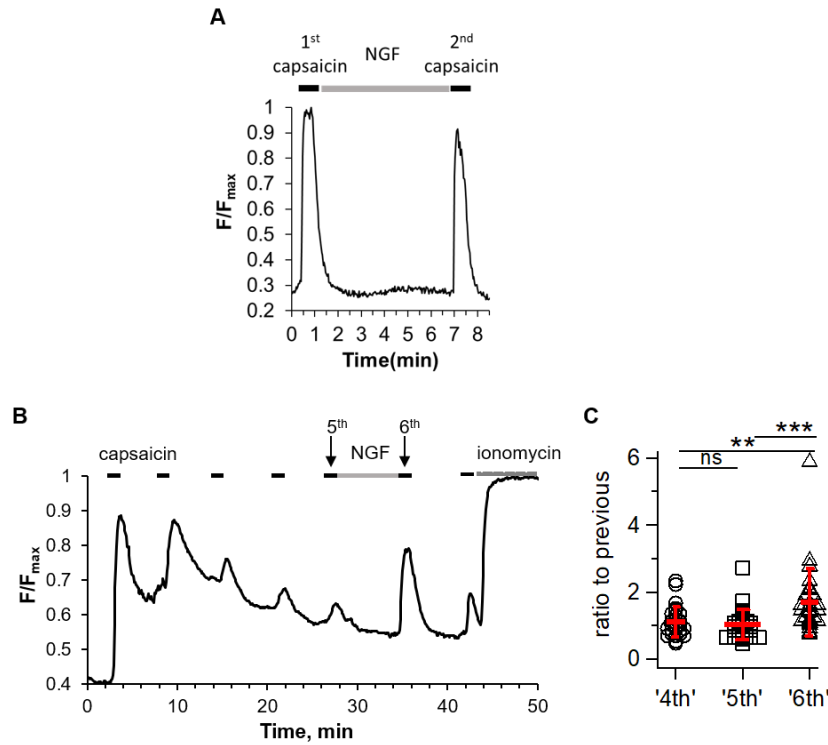 A
1st NGF 2nd
capsaicin capsaicin
1
0.9
0.8
0.7
0.6
0.5
0.4
0.3
0.2
F/Fmax
0 1 2 3 4 5 6 7 8
Time(min)
B
5th 6th
capsaicin NGF ionomycin
1
0.9
0.8
0.7
0.6
0.5
0.4
F/Fmax
0 10 20 30 40 50
Time, min
C
***
**
ns
6
4
2
0
ratio to previous
'4th' '5th' '6th'